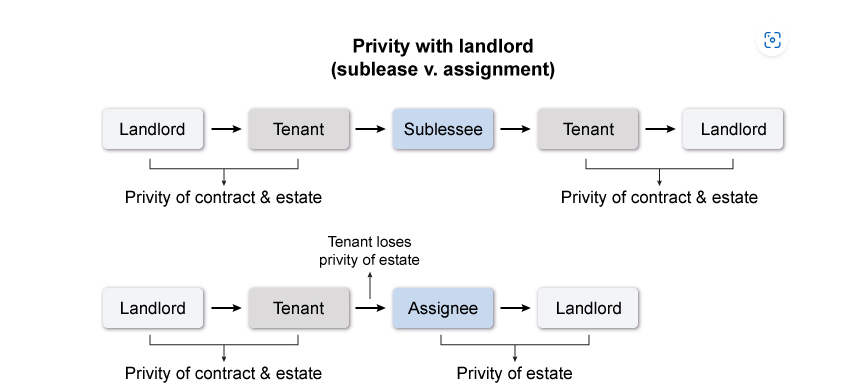 Privity with landlord
(sublease v. assignment)
Landlord
Tenant
Sublessee
Tenant
Landlord
Privity of contract & estate
Privity of contract & estate
Tenant loses
privity of estate
Landlord
Tenant
Assignee
Landlord
Privity of contract & estate
Privity of estate